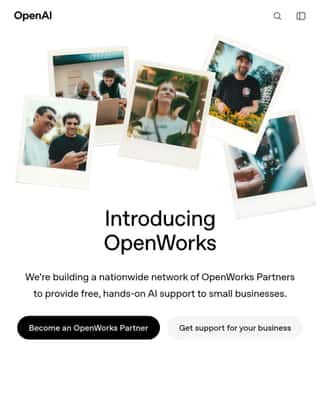 OpenAI
Introducing
OpenWorks
We're building a nationwide network of OpenWorks Partners
to provide free, hands-on AI support to small businesses.
Become an OpenWorks Partner
Get support for your business